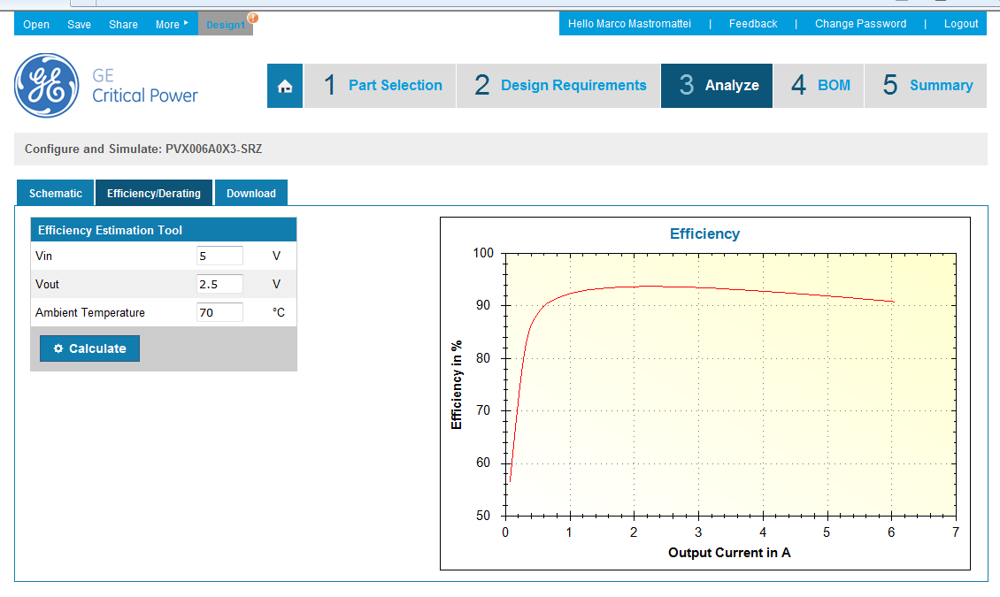 Open Save Share More Design1 !
Hello Marco Mastromattei | Feedback | Change Password | Logout
GE
GE
Critical Power
1 Part Selection 2 Design Requirements 3 Analyze 4 BOM 5 Summary
Configure and Simulate: PVX006A0X3-SRZ
Schematic Efficiency/Derating Download
Efficiency Estimation Tool
Vin 5 V
Vout 2.5 V
Ambient Temperature 70 °C
Calculate
Efficiency
100
90
80
70
60
50
Efficiency in %
0 1 2 3 4 5 6 7
Output Current in A